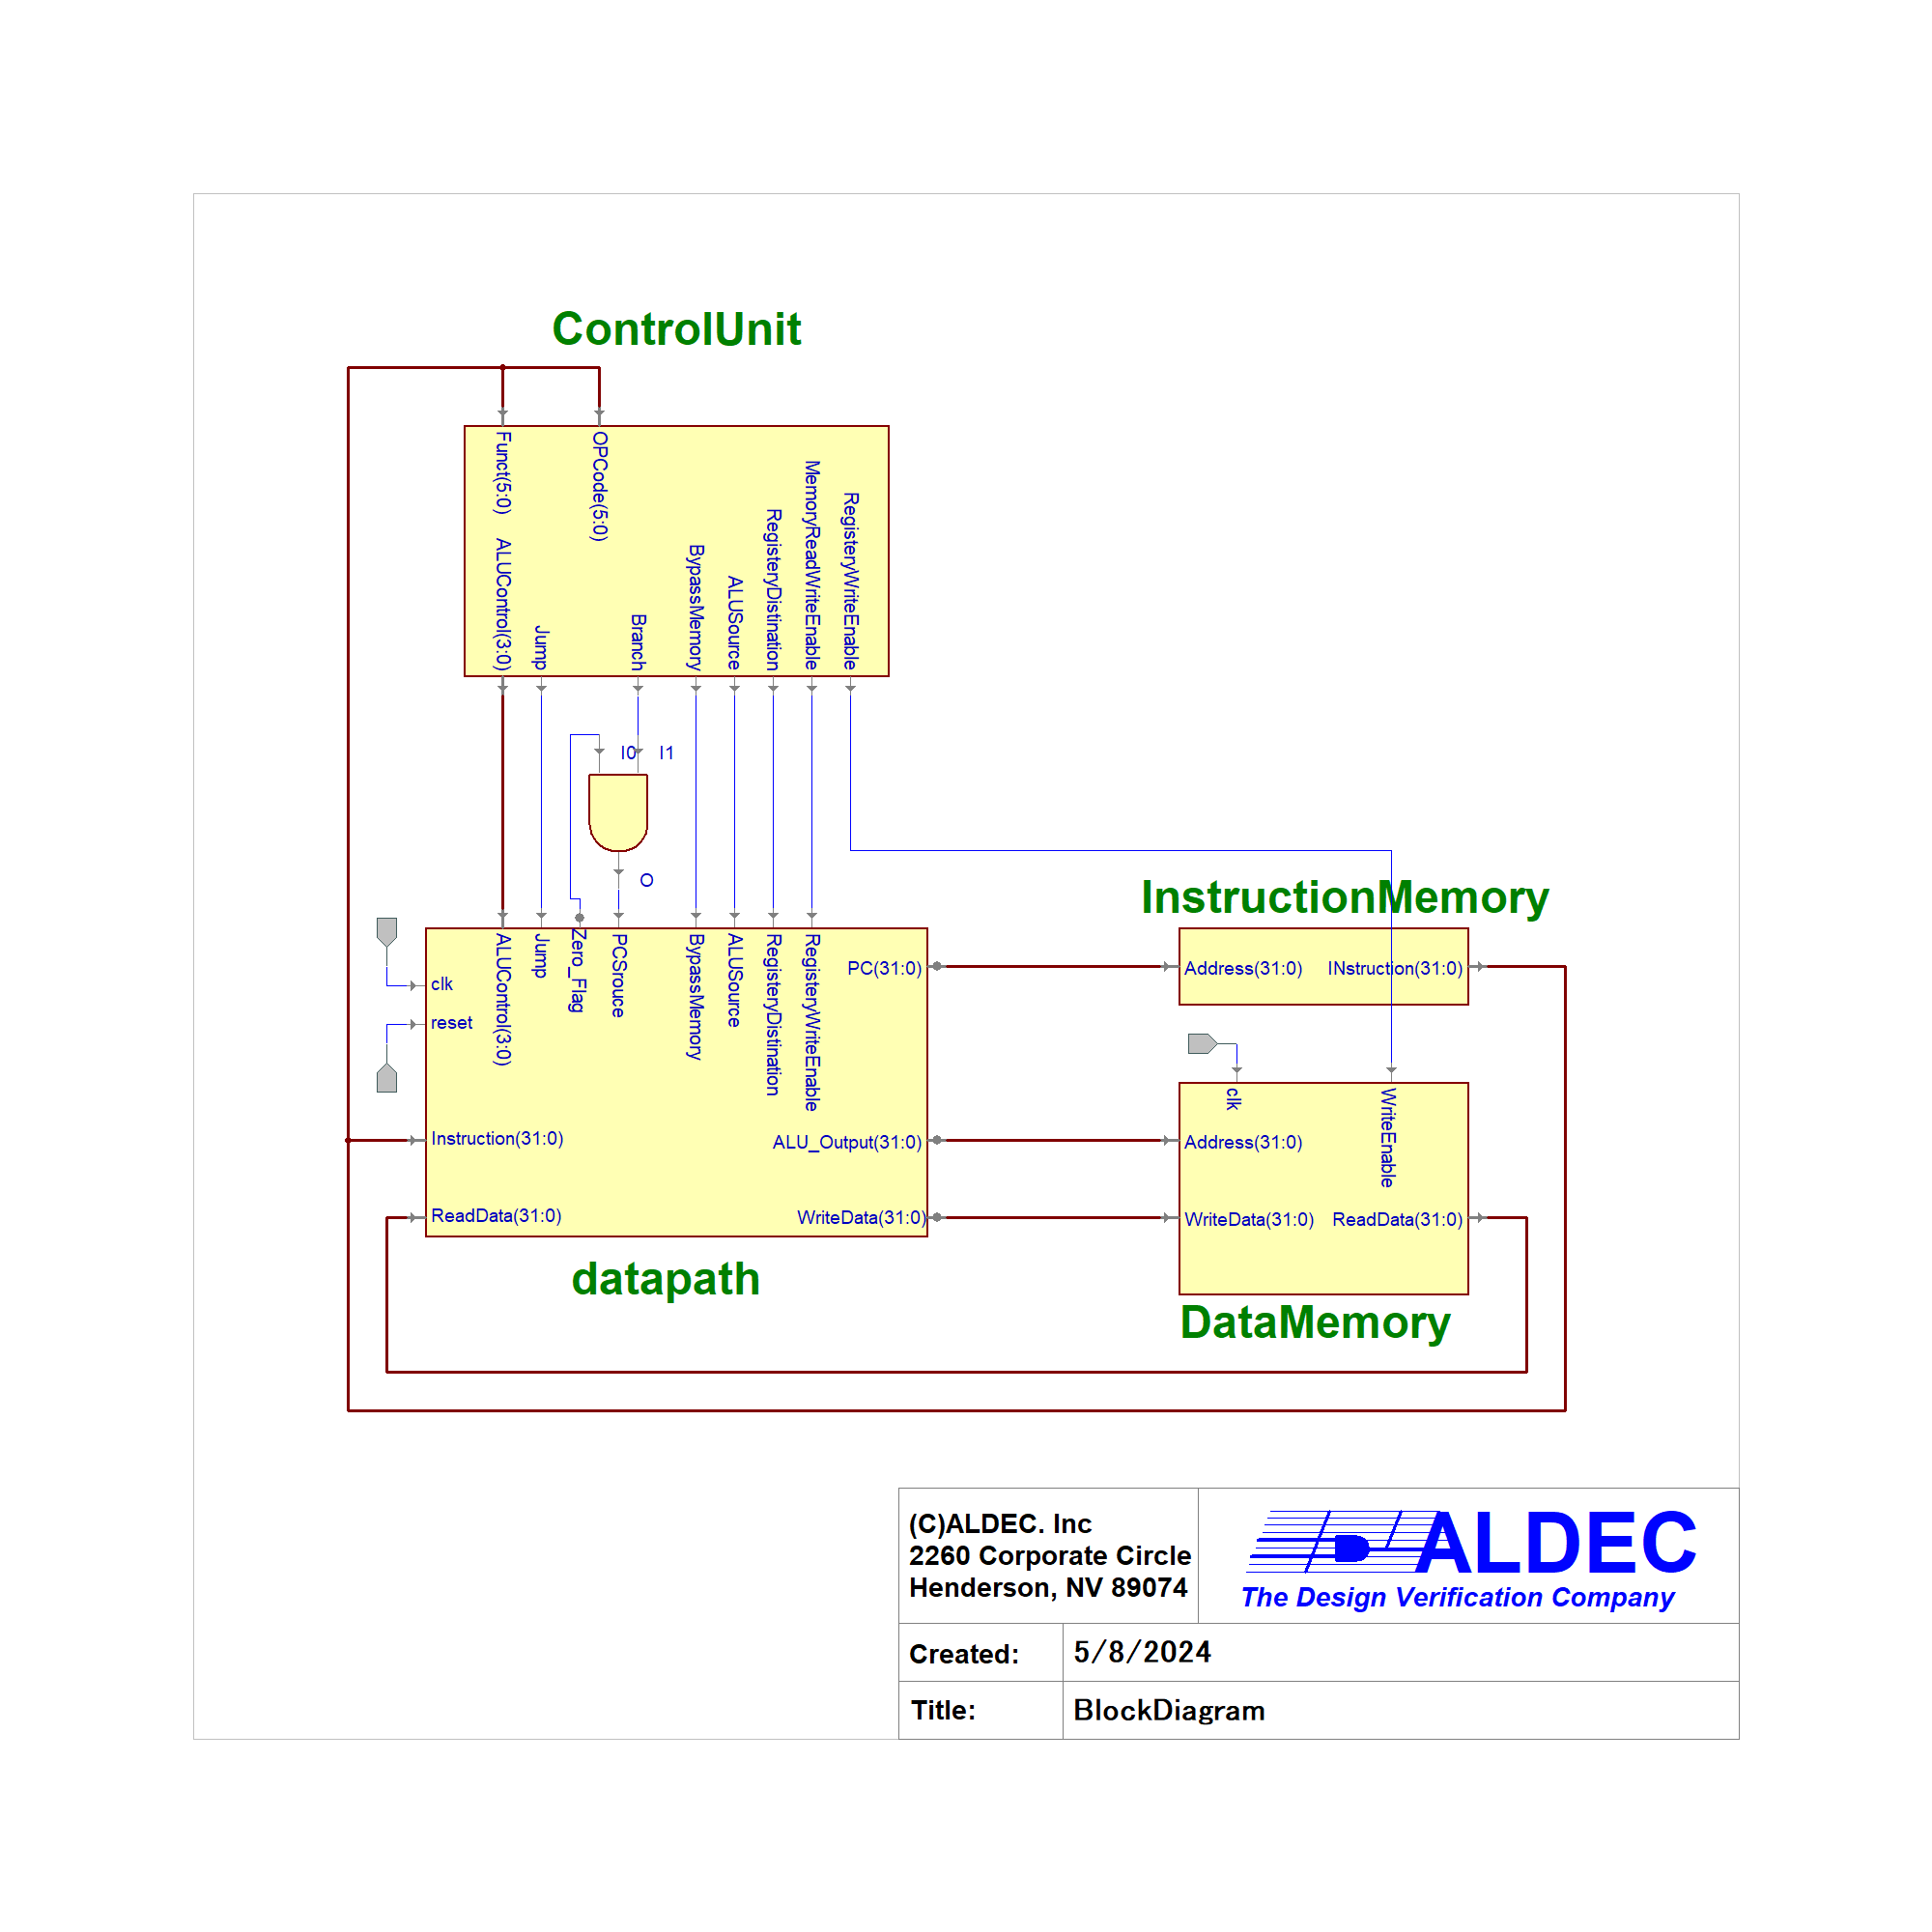 ControlUnit
Funct(5:0)
OPCode(5:0)
ALUControl(3:0)
Jump
Branch
BypassMemory
ALUSource
RegisteryDistination
MemoryReadWriteEnable
RegisteryWriteEnable
I0
I1
O
InstructionMemory
Address(31:0)
INstruction(31:0)
clk
reset
ALUControl(3:0)
Jump
Zero_Flag
PCSrouce
BypassMemory
ALUSource
RegisteryDistination
RegisteryWriteEnable
PC(31:0)
Instruction(31:0)
ALU_Output(31:0)
ReadData(31:0)
WriteData(31:0)
datapath
clk
WriteEnable
Address(31:0)
WriteData(31:0)
ReadData(31:0)
DataMemory
(C)ALDEC. Inc
2260 Corporate Circle
Henderson, NV 89074
ALDEC
The Design Verification Company
Created:
5/8/2024
Title:
BlockDiagram